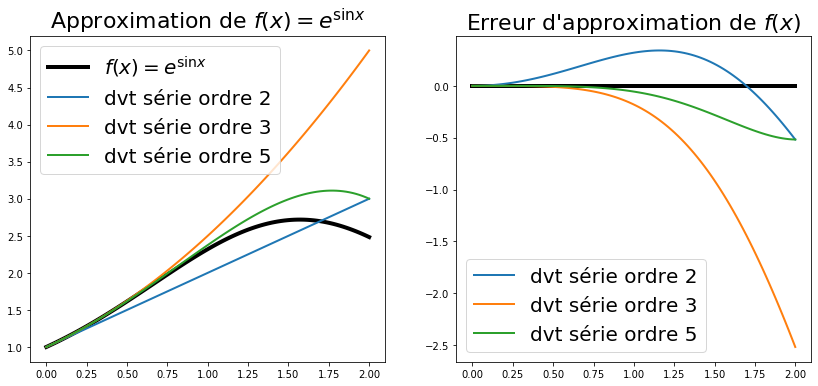 Approximation de f(x) = e^sinx
5.0
4.5
4.0
3.5
3.0
2.5
2.0
1.5
1.0
f(x) = e^sinx
dvt série ordre 2
dvt série ordre 3
dvt série ordre 5
0.00 0.25 0.50 0.75 1.00 1.25 1.50 1.75 2.00
Erreur d'approximation de f(x)
0.0
−0.5
−1.0
−1.5
−2.0
−2.5
dvt série ordre 2
dvt série ordre 3
dvt série ordre 5
0.00 0.25 0.50 0.75 1.00 1.25 1.50 1.75 2.00